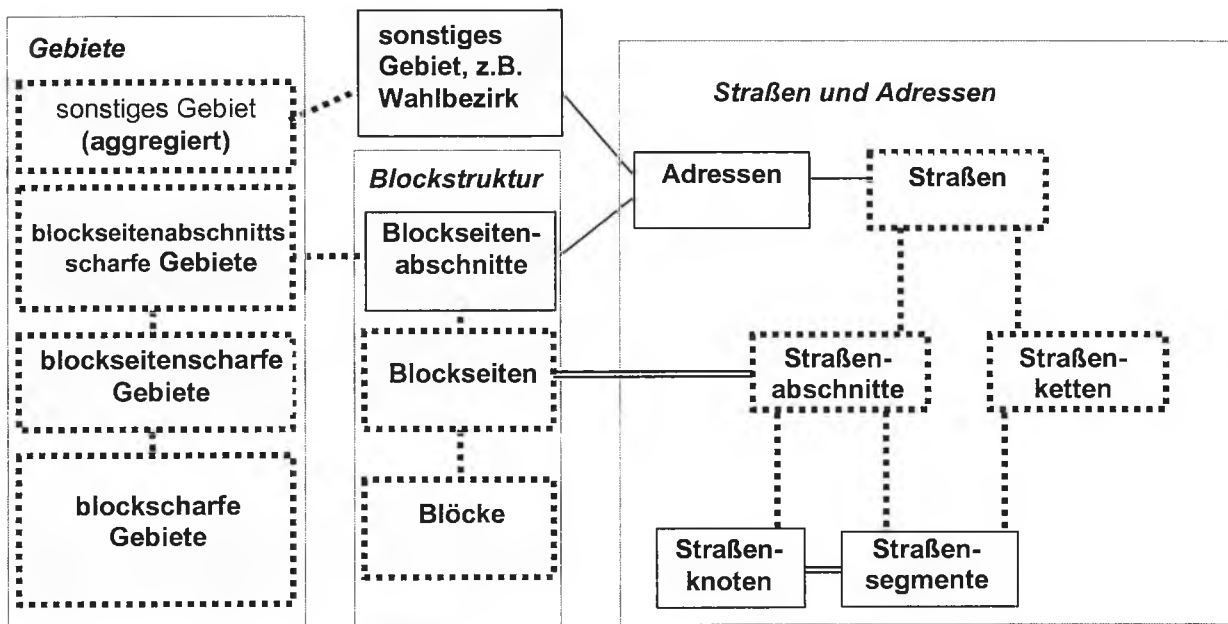 Gebiete
sonstiges Gebiet
(aggregiert)
blockseitenabschnitts
scharfe Gebiete
blockseitenscharfe
Gebiete
blockscharfe
Gebiete
sonstiges
Gebiet, z.B.
Wahlbezirk
Blockstruktur
Blockseiten-
abschnitte
Blockseiten
Blöcke
Straßen und Adressen
Adressen
Straßen
Straßen-
abschnitte
Straßen-
ketten
Straßen-
knoten
Straßen-
segmente